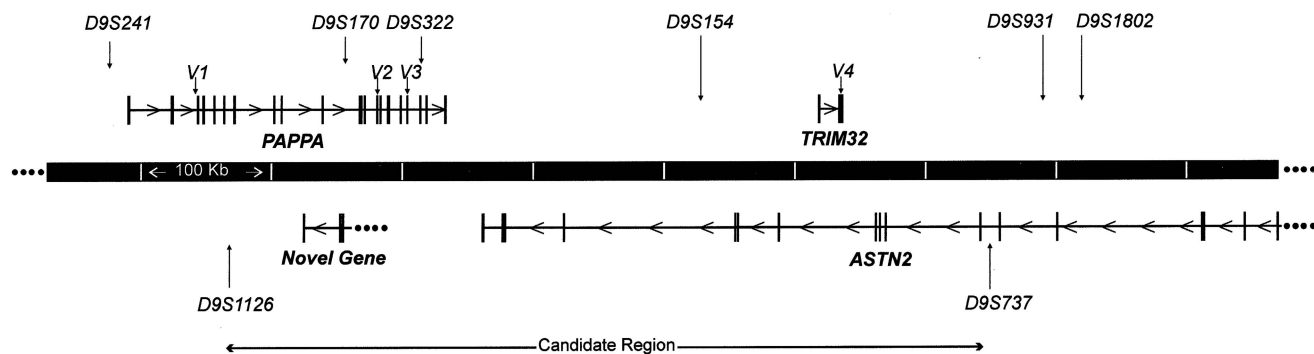 D9S241
D9S170
D9S322
D9S154
D9S931
D9S1802
V1
V2
V3
V4
PAPPA
TRIM32
100 Kb
Novel Gene
ASTN2
D9S1126
D9S737
Candidate Region